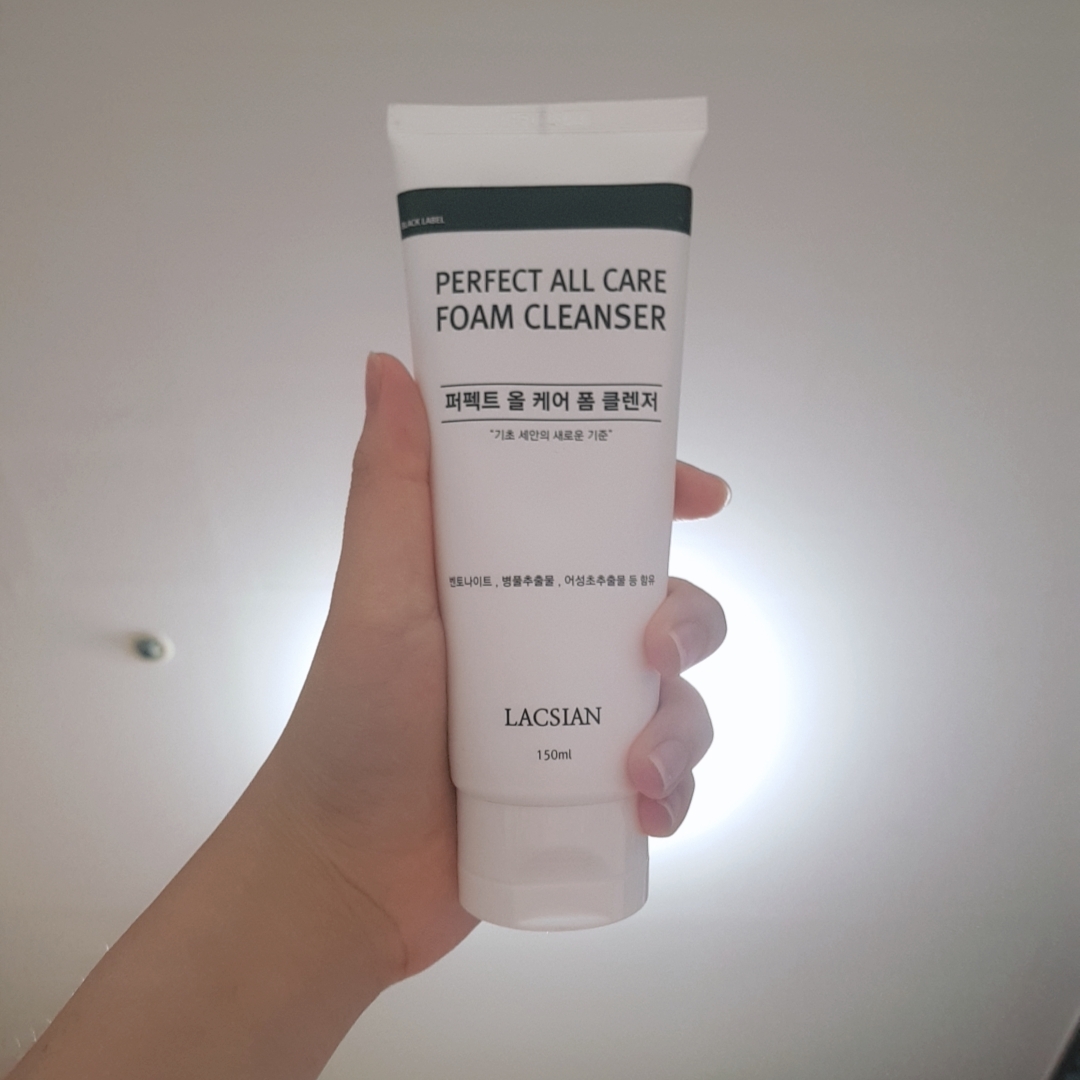 BLACK LABEL
PERFECT ALL CARE
FOAM CLEANSER
퍼펙트 올 케어 폼 클렌저
"기초 세안의 새로운 기준"
벤토나이트 , 병풀추출물 , 어성초추출물 등 함유
LACSIAN
150ml